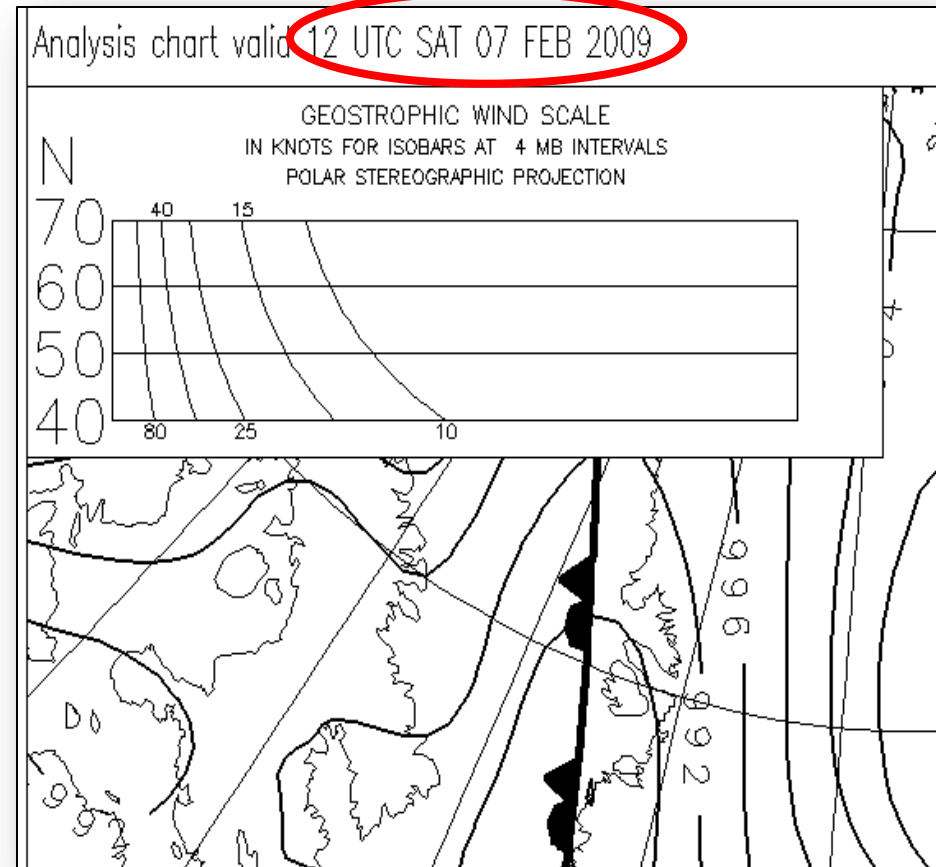 Analysis chart valid 12 UTC SAT 07 FEB 2009
GEOSTROPHIC WIND SCALE
IN KNOTS FOR ISOBARS AT 4 MB INTERVALS
POLAR STEREOGRAPHIC PROJECTION
N
40 15
70
60
50
40
80 25 10
996
992